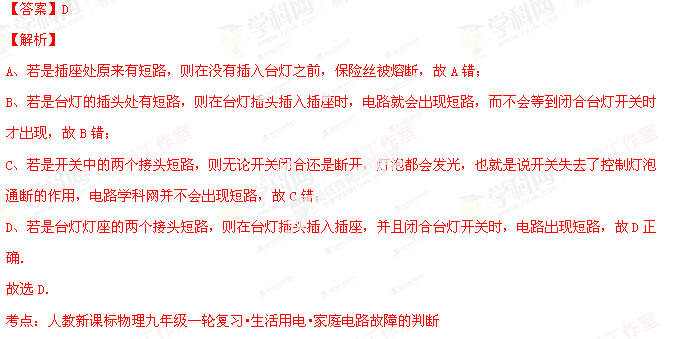 【答案】D
【解析】
A、若是插座处原来有短路，则在没有插入台灯之前，保险丝被熔断，故 A 错；
B、若是台灯的插头处有短路，则在台灯插头插入插座时，电路就会出现短路，而不会等到闭合台灯开关时
才出现，故 B 错；
C、若是开关中的两个接头短路，则无论开关闭合还是断开，灯泡都会发光，也就是说开关失去了控制灯泡
通断的作用，电路学科网并不会出现短路，故 C 错；
D、若是台灯灯座的两个接头短路，则在台灯插头插入插座，并且闭合台灯开关时，电路出现短路，故 D 正
确．
故选 D．
考点：人教新课标物理九年级一轮复习•生活用电•家庭电路故障的判断